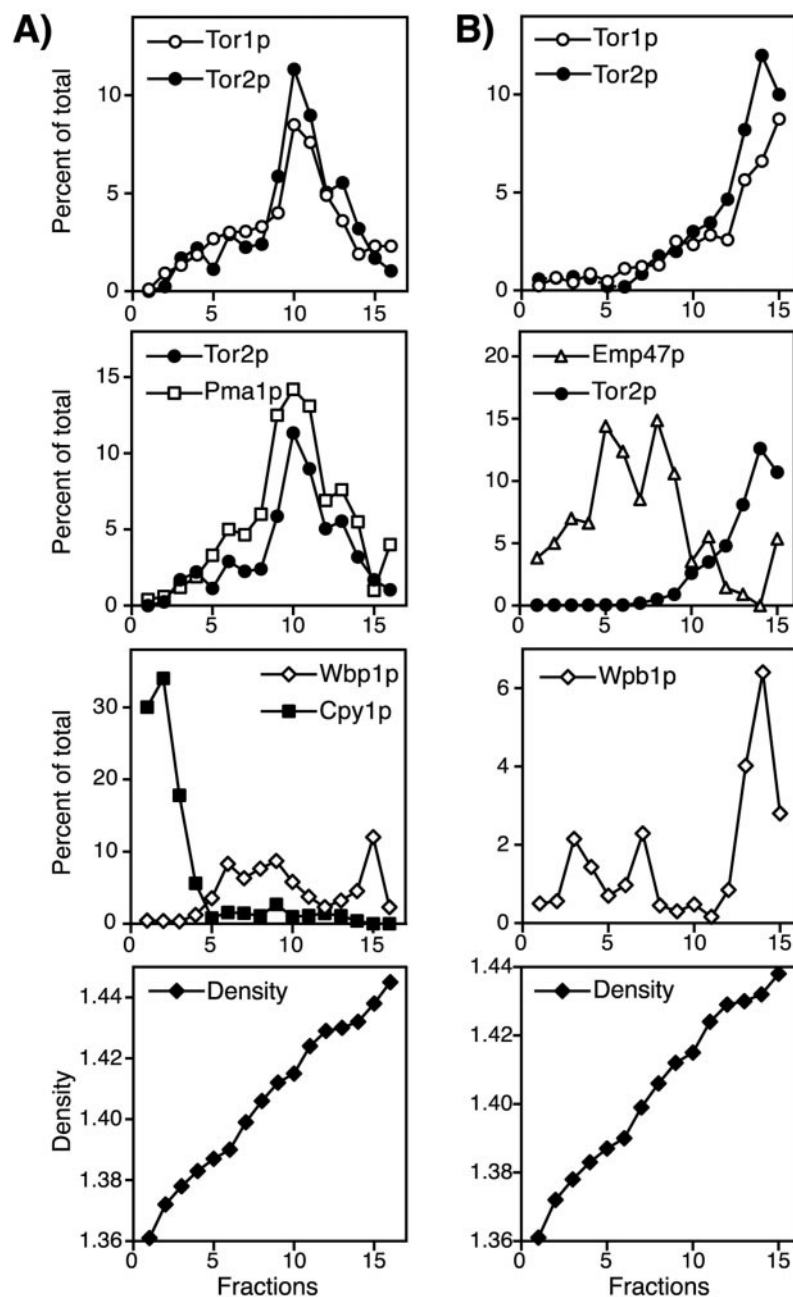 A)
Tor1p
Tor2p
Percent of total
10
5
0
0 5 10 15
B)
Tor1p
Tor2p
10
5
0
0 5 10 15
Tor2p
Pma1p
Percent of total
15
10
5
0
0 5 10 15
Emp47p
Tor2p
20
15
10
5
0
0 5 10 15
Wbp1p
Cpy1p
Percent of total
30
20
10
0
0 5 10 15
Wpb1p
6
4
2
0
0 5 10 15
Density
Density
1.44
1.42
1.40
1.38
1.36
0 5 10 15
Fractions
Density
1.44
1.42
1.40
1.38
1.36
0 5 10 15
Fractions